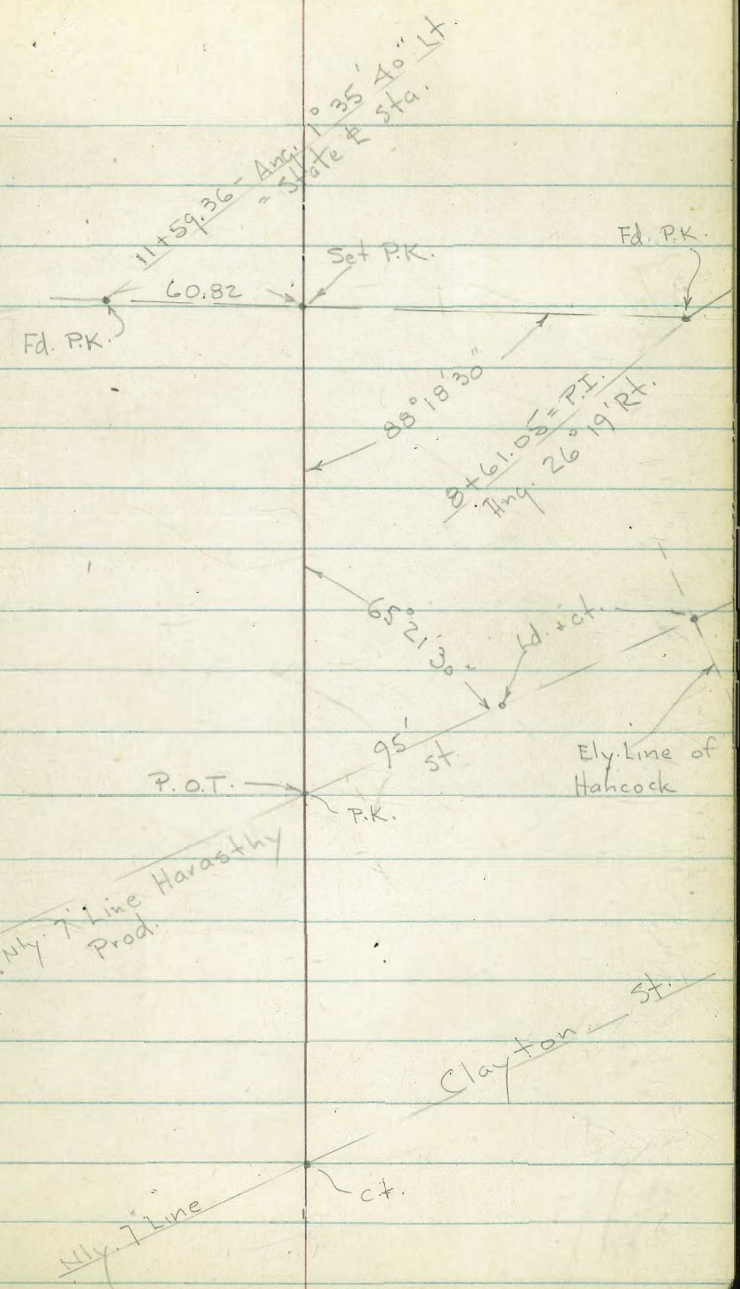 11+59.36 - Ang. 1° 35' 40" Lt.
= State ℄ Sta.
Fd. P.K.
Set P.K.
60.82
Fd. P.K.
88° 18' 30"
8+61.05 = P.I.
Ang. 26° 19' Rt.
65° 21' 30"
Ld. + ct.
95'
St.
Ely. Line of
Hancock
P.O.T.
P.K.
Nly. 7' Line Harasthy
Prod.
Clayton St.
Nly. 7' Line
c.t.